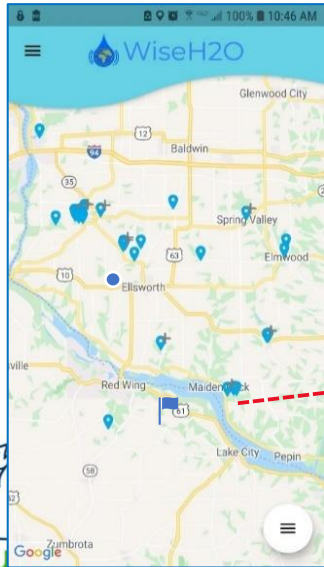 100% 10:46 AM
WiseH2O
Glenwood City
12
Baldwin
94
35
Spring Valley
63
Elmwood
10
Ellsworth
ville
Red Wing
Maiden Rock
61
Lake City
Pepin
58
Zumbrota
Google